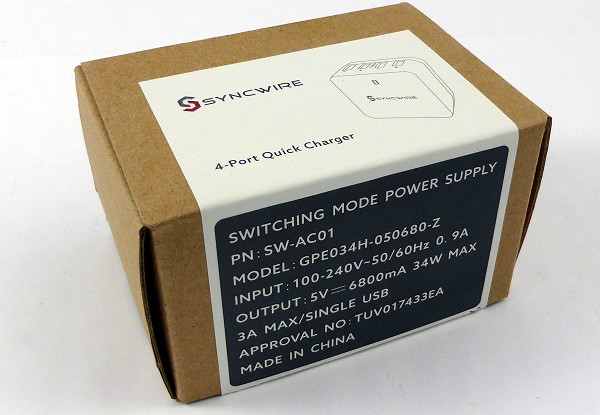 SYNCWIRE
SYNCWIRE
4-Port Quick Charger
SWITCHING MODE POWER SUPPLY
PN: SW-AC01
MODEL: GPE034H-050680-Z
INPUT: 100-240V~50/60Hz 0. 9A
OUTPUT: 5V⎓6800mA 34W MAX
3A MAX/SINGLE USB
APPROVAL NO: TUV017433EA
MADE IN CHINA